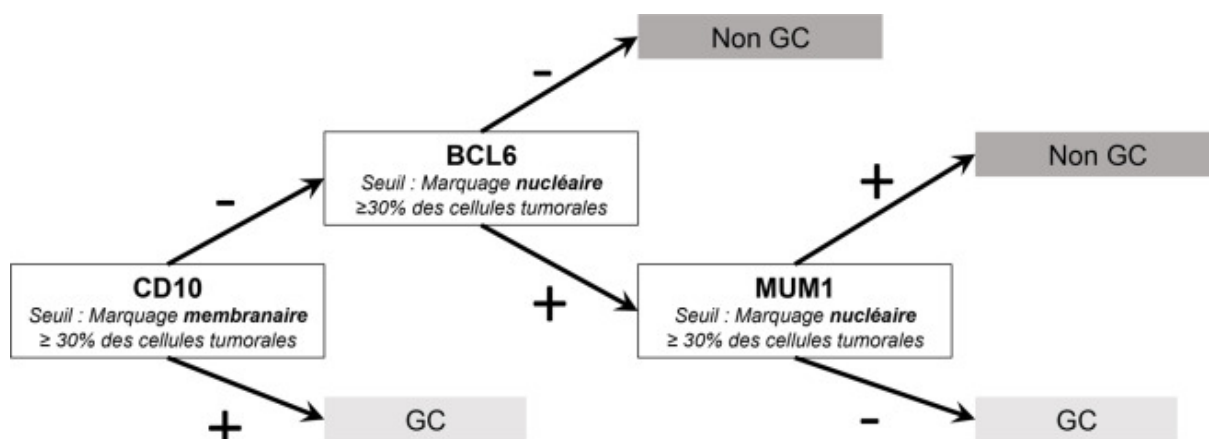 Non GC
-
BCL6
Seuil : Marquage nucléaire
≥30% des cellules tumorales
Non GC
+
-
CD10
Seuil : Marquage membranaire
≥ 30% des cellules tumorales
+
MUM1
Seuil : Marquage nucléaire
≥ 30% des cellules tumorales
+
GC
-
GC